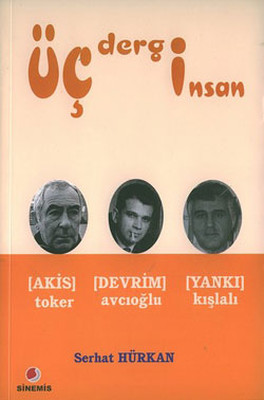 üç dergi insan
[AKİS] [DEVRİM] [YANKI]
toker avcıoğlu kışlalı
Serhat HÜRKAN
SİNEMİS